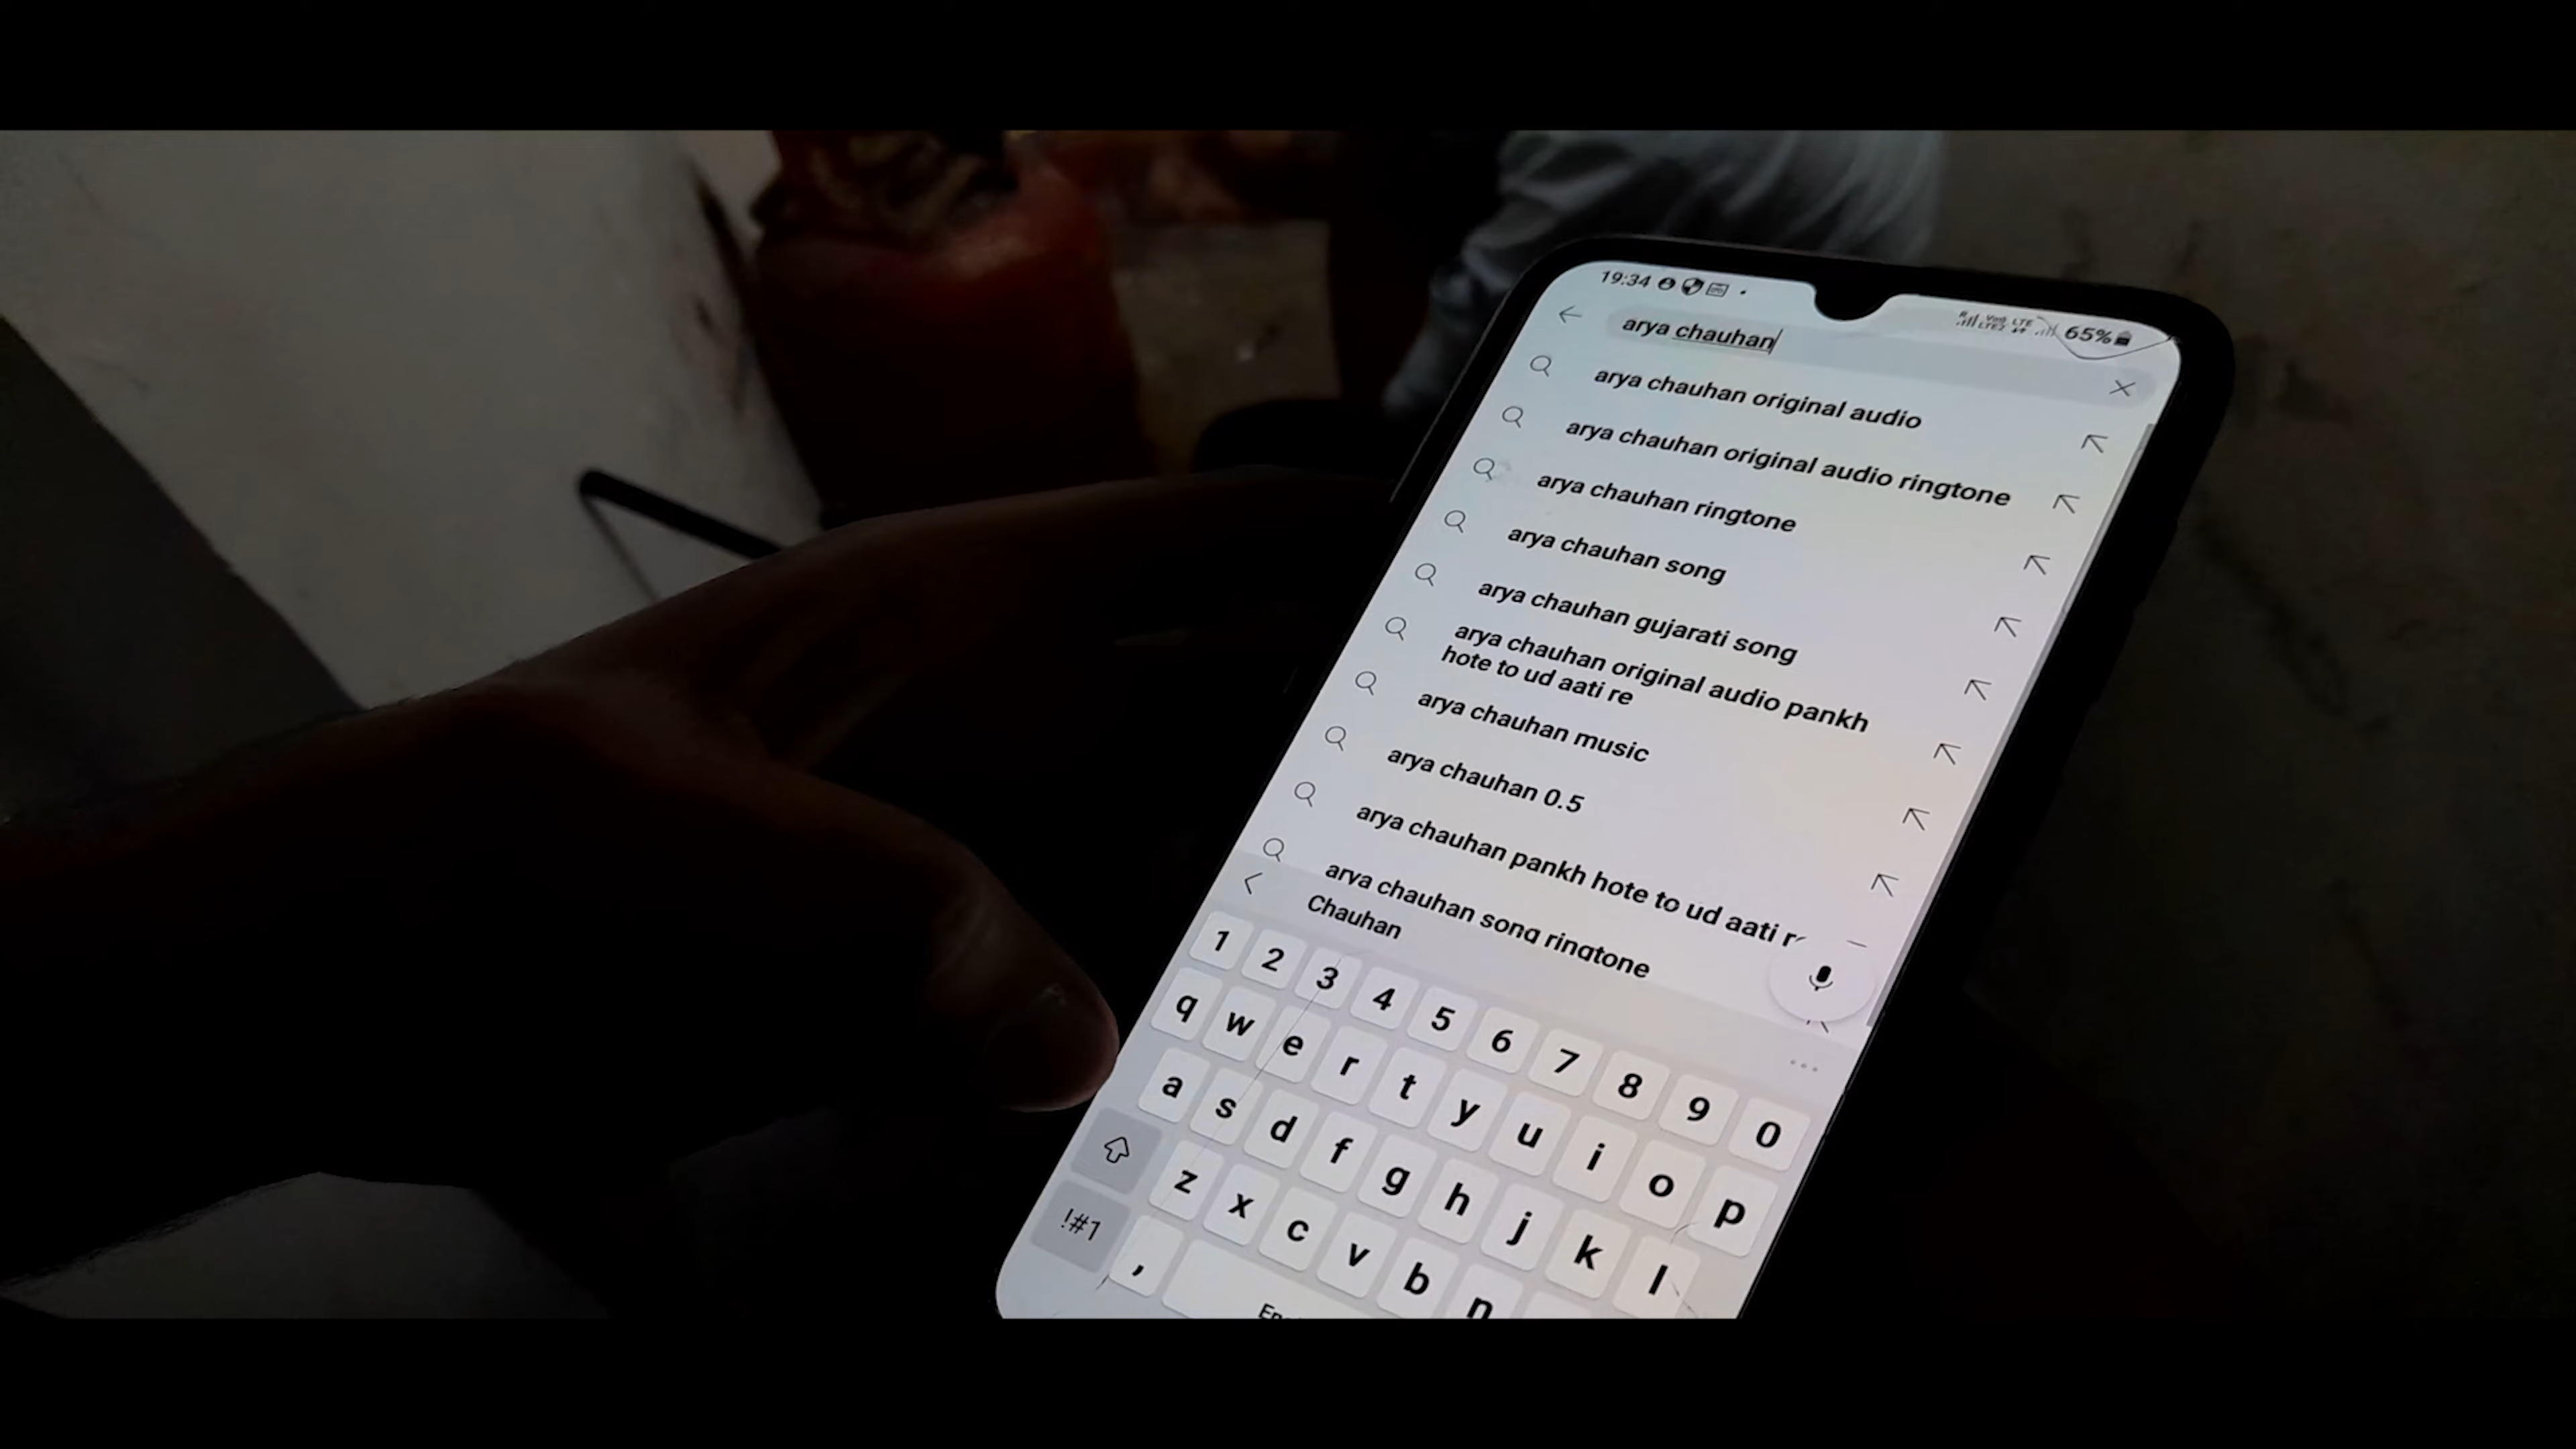 19:34
65%
arya chauhan
arya chauhan original audio
arya chauhan original audio ringtone
arya chauhan ringtone
arya chauhan song
arya chauhan gujarati song
arya chauhan original audio pankh
hote to ud aati re
arya chauhan music
arya chauhan 0.5
arya chauhan pankh hote to ud aati
arya chauhan song ringtone
Chauhan
1 2 3 4 5 6 7 8 9 0
q w e r t y u i o p
a s d f g h j k l
z x c v b n
!#1 ,